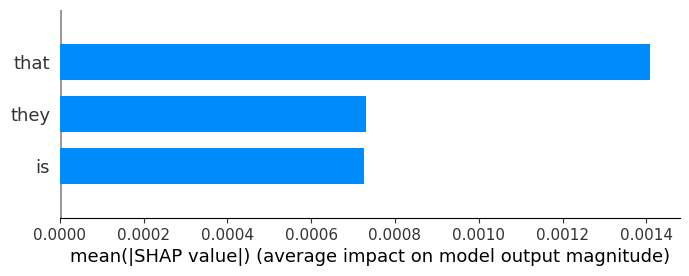 that
they
is
0.0000 0.0002 0.0004 0.0006 0.0008 0.0010 0.0012 0.0014
mean(|SHAP value|) (average impact on model output magnitude)